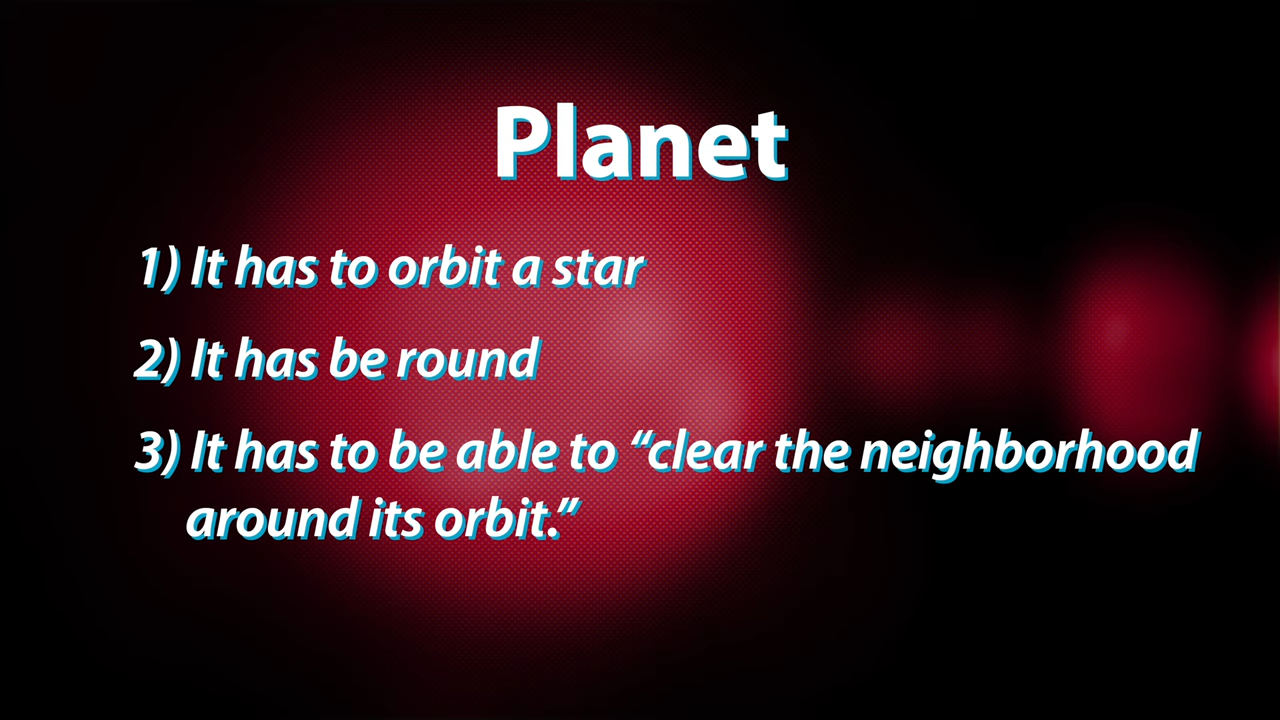 Planet
1) It has to orbit a star
2) It has be round
3) It has to be able to “clear the neighborhood
around its orbit.”